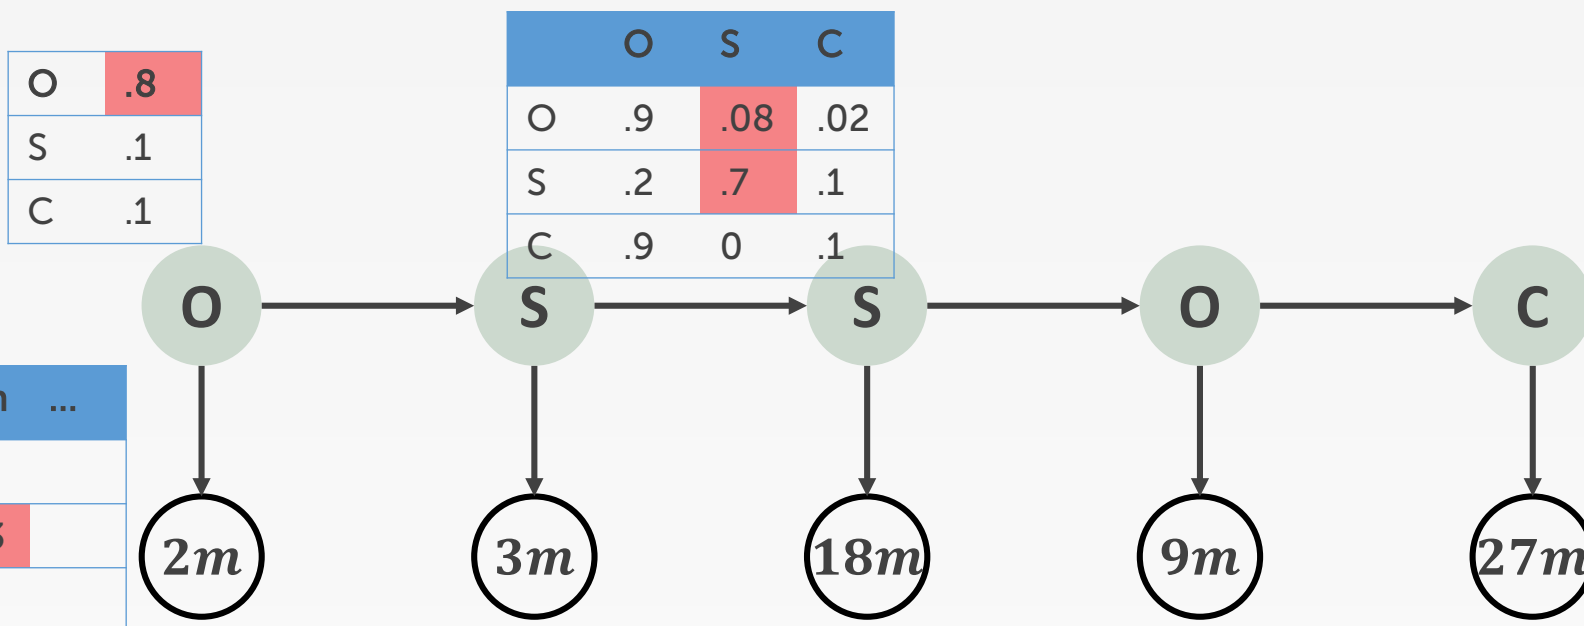 O S C
O .8
O .9 .08 .02
S .1
S .2 .7 .1
C .1
C .9 0 .1
O S S O C
...
2m 3m 18m 9m 27m